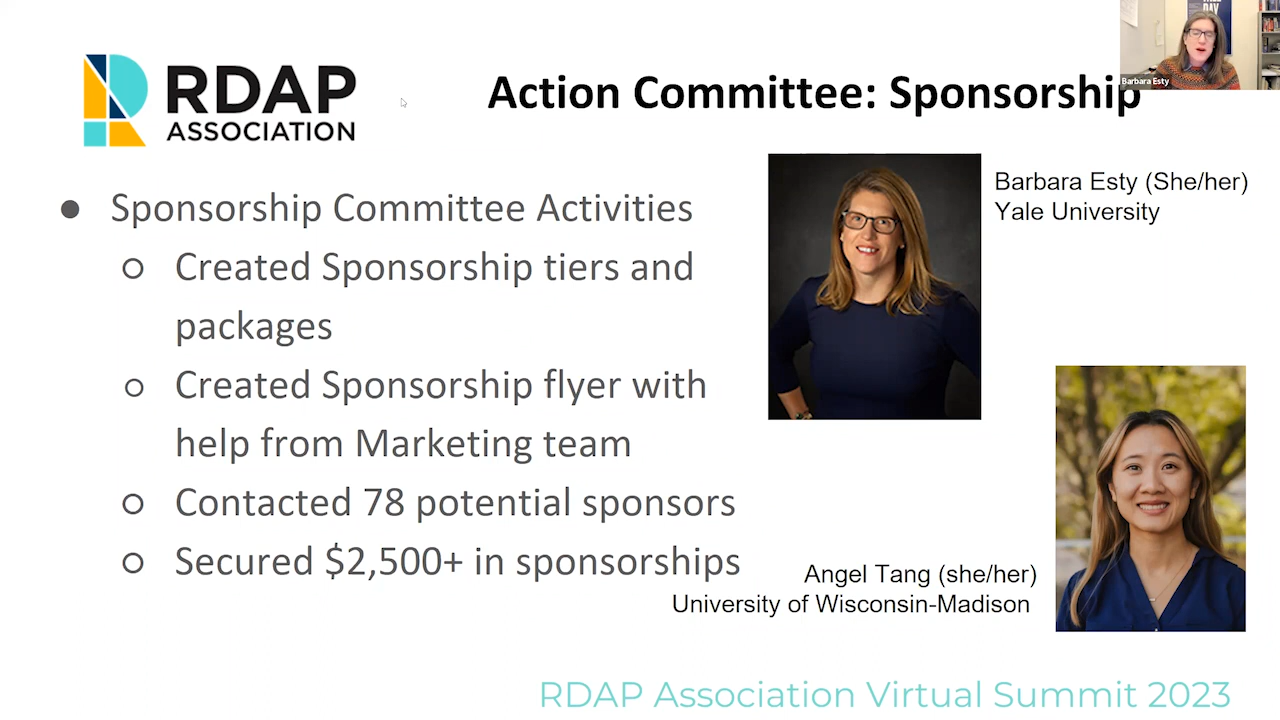 RDAP
ASSOCIATION
Action Committee: Sponsorship
DAY
Barbara Esty
Barbara Esty (She/her)
Yale University
● Sponsorship Committee Activities
○ Created Sponsorship tiers and
packages
○ Created Sponsorship flyer with
help from Marketing team
○ Contacted 78 potential sponsors
○ Secured $2,500+ in sponsorships
Angel Tang (she/her)
University of Wisconsin-Madison
RDAP Association Virtual Summit 2023